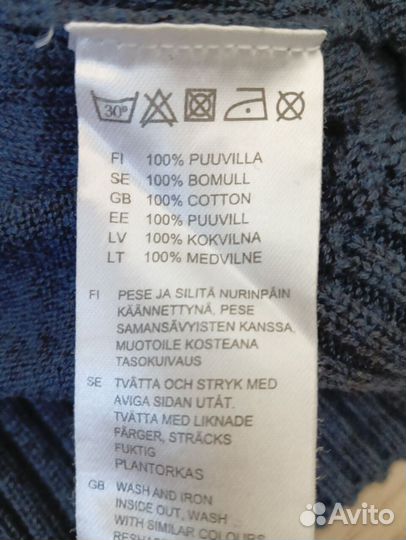 30°
FI 100% PUUVILLA
SE 100% BOMULL
GB 100% COTTON
EE 100% PUUVILL
LV 100% KOKVILNA
LT 100% MEDVILNE
FI PESE JA SILITÄ NURINPÄIN
KÄÄNNETTYNÄ. PESE
SAMANSÄVYISTEN KANSSA.
MUOTOILE KOSTEANA
TASOKUIVAUS
SE TVÄTTA OCH STRYK MED
AVIGA SIDAN UTÅT.
TVÄTTA MED LIKNADE
FÄRGER, STRÄCKS
FUKTIG
PLANTORKAS
GB WASH AND IRON
INSIDE OUT, WASH
WITH SIMILAR COLOURS
Avito